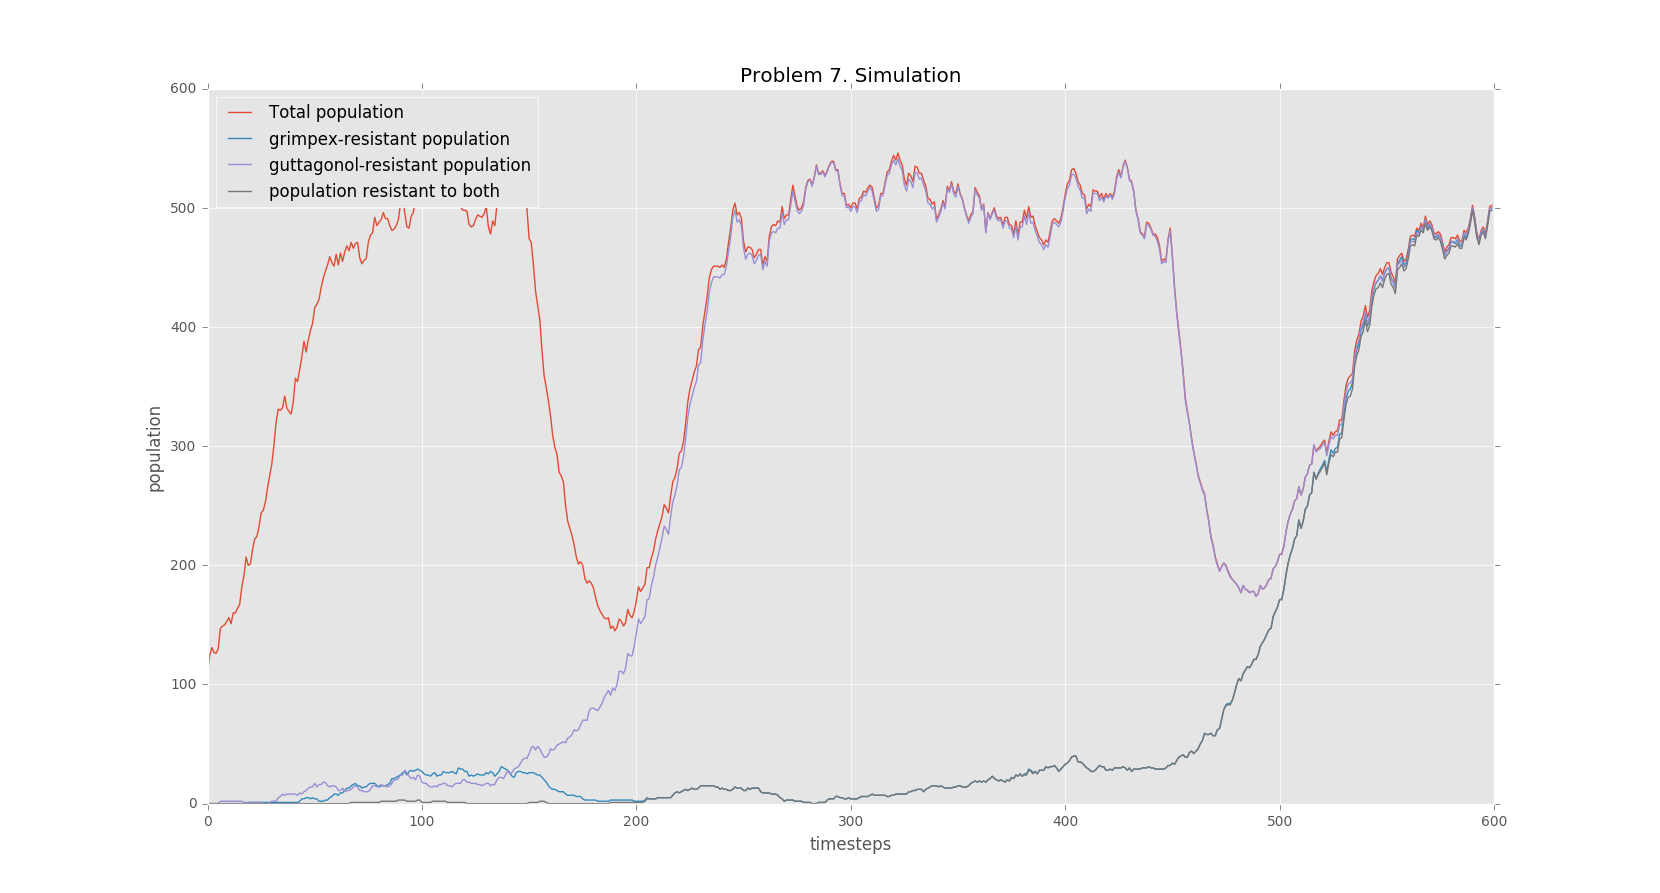 Problem 7. Simulation
600
Total population
grimpex-resistant population
guttagonol-resistant population
population resistant to both
500
400
300
200
100
0
population
0 100 200 300 400 500 600
timesteps